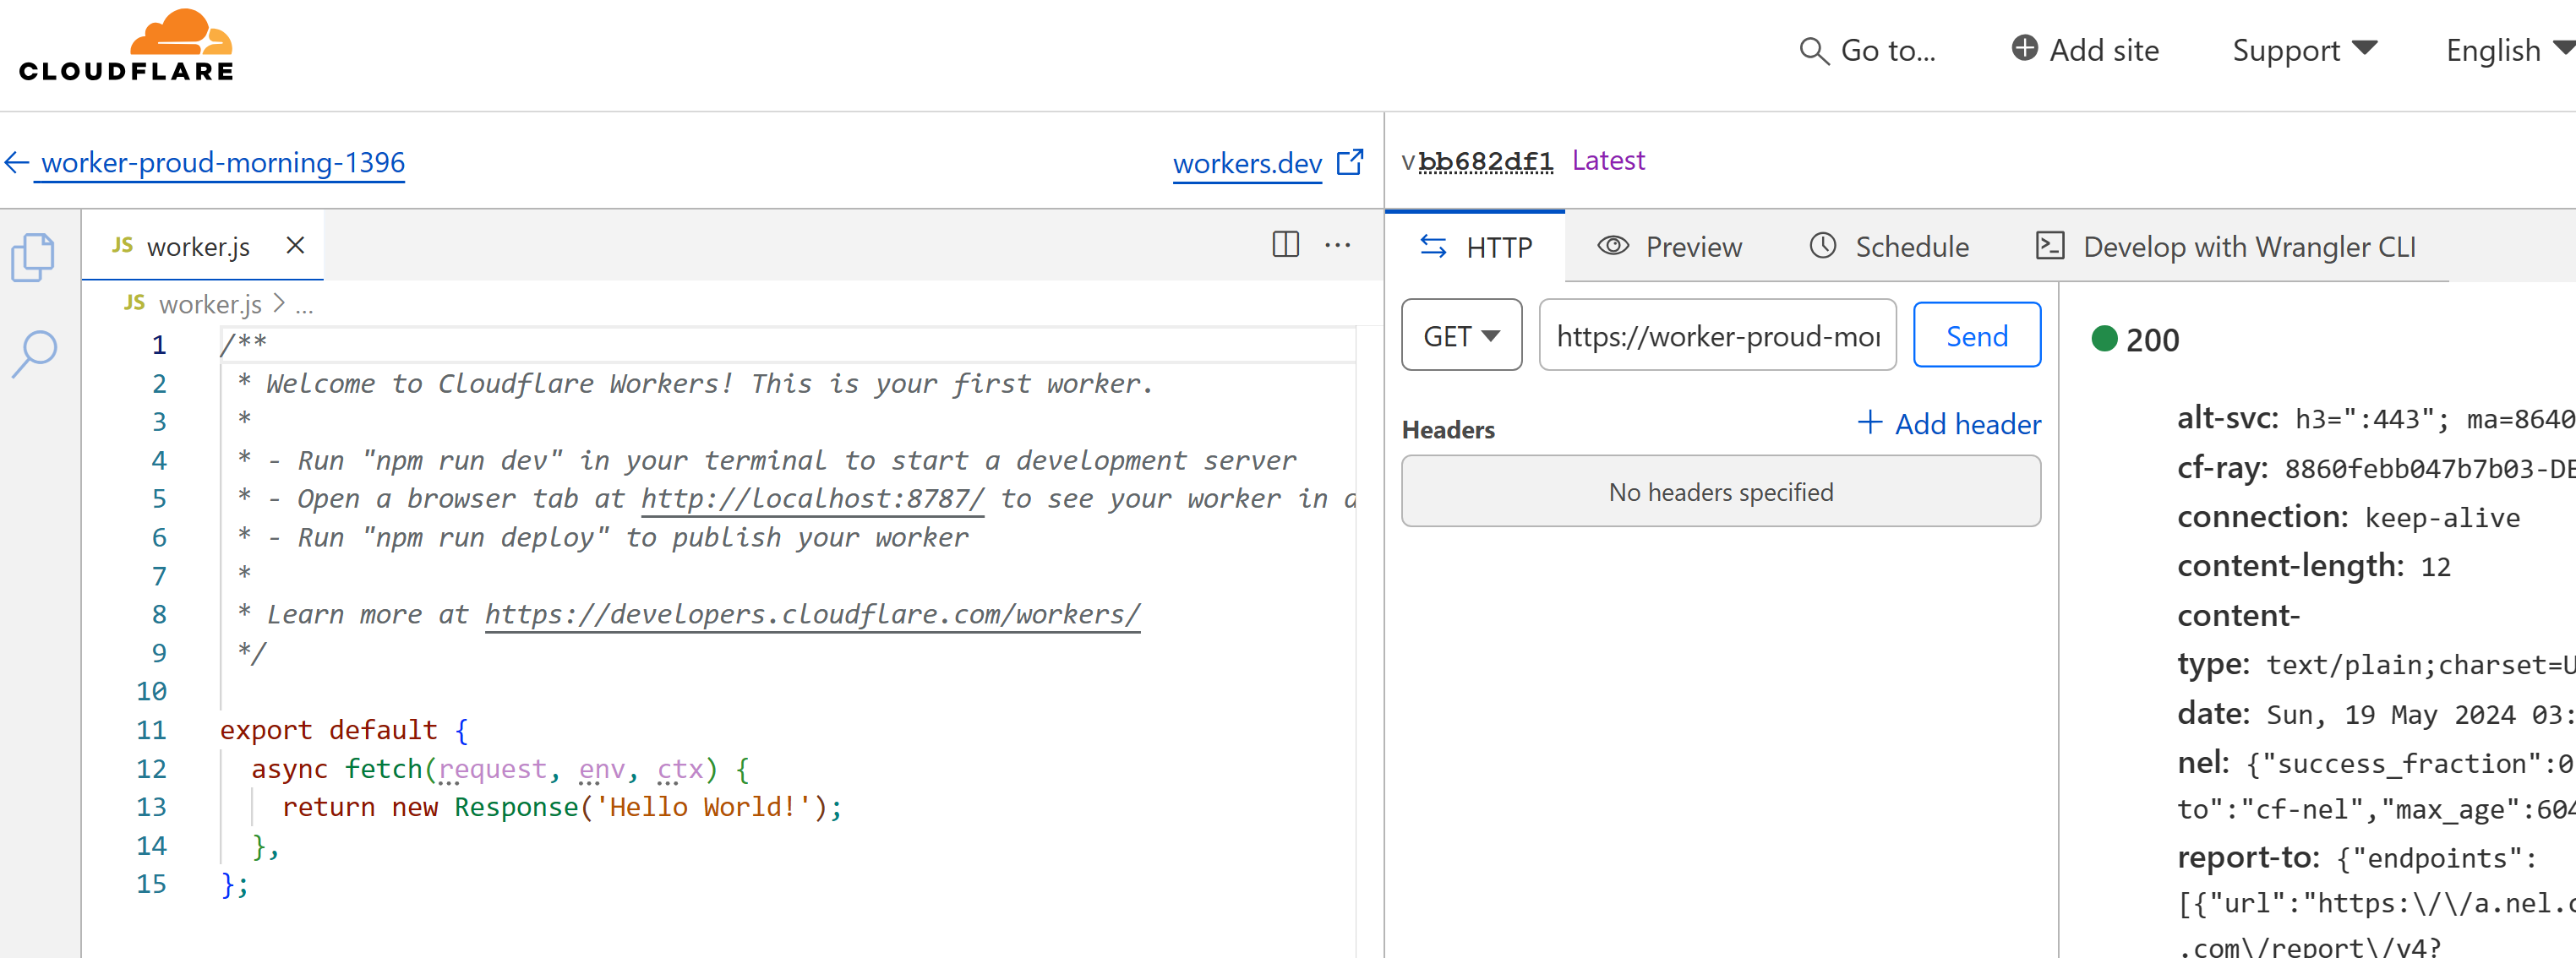 CLOUDFLARE
Go to...
Add site
Support
English
worker-proud-morning-1396
workers.dev
vbb682df1 Latest
JS worker.js
HTTP
Preview
Schedule
Develop with Wrangler CLI
JS worker.js > ...
1 /**
2 * Welcome to Cloudflare Workers! This is your first worker.
3 *
4 * - Run "npm run dev" in your terminal to start a development server
5 * - Open a browser tab at http://localhost:8787/ to see your worker in a
6 * - Run "npm run deploy" to publish your worker
7 *
8 * Learn more at https://developers.cloudflare.com/workers/
9 */
10
11 export default {
12 async fetch(request, env, ctx) {
13 return new Response('Hello World!');
14 },
15 };
GET
https://worker-proud-mor
Send
Headers
Add header
No headers specified
200
alt-svc: h3=":443"; ma=8640
cf-ray: 8860febb047b7b03-DE
connection: keep-alive
content-length: 12
content-
type: text/plain;charset=U
date: Sun, 19 May 2024 03:
nel: {"success_fraction":0
to":"cf-nel","max_age":604
report-to: {"endpoints":
[{"url":"https:\/\/a.nel.c
.com\/report\/v4?